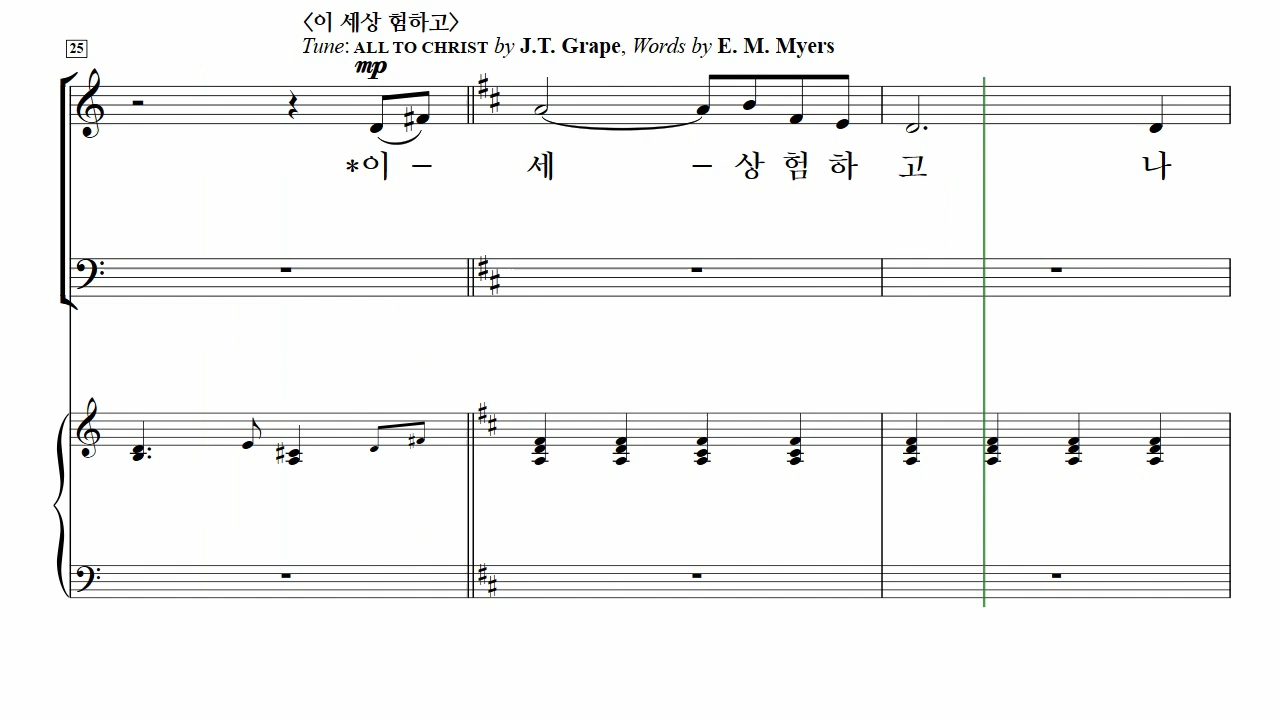 〈이 세상 험하고〉
25
Tune: ALL TO CHRIST by J.T. Grape, Words by E. M. Myers
mp
*이 – 세 – 상 험 하 고 나